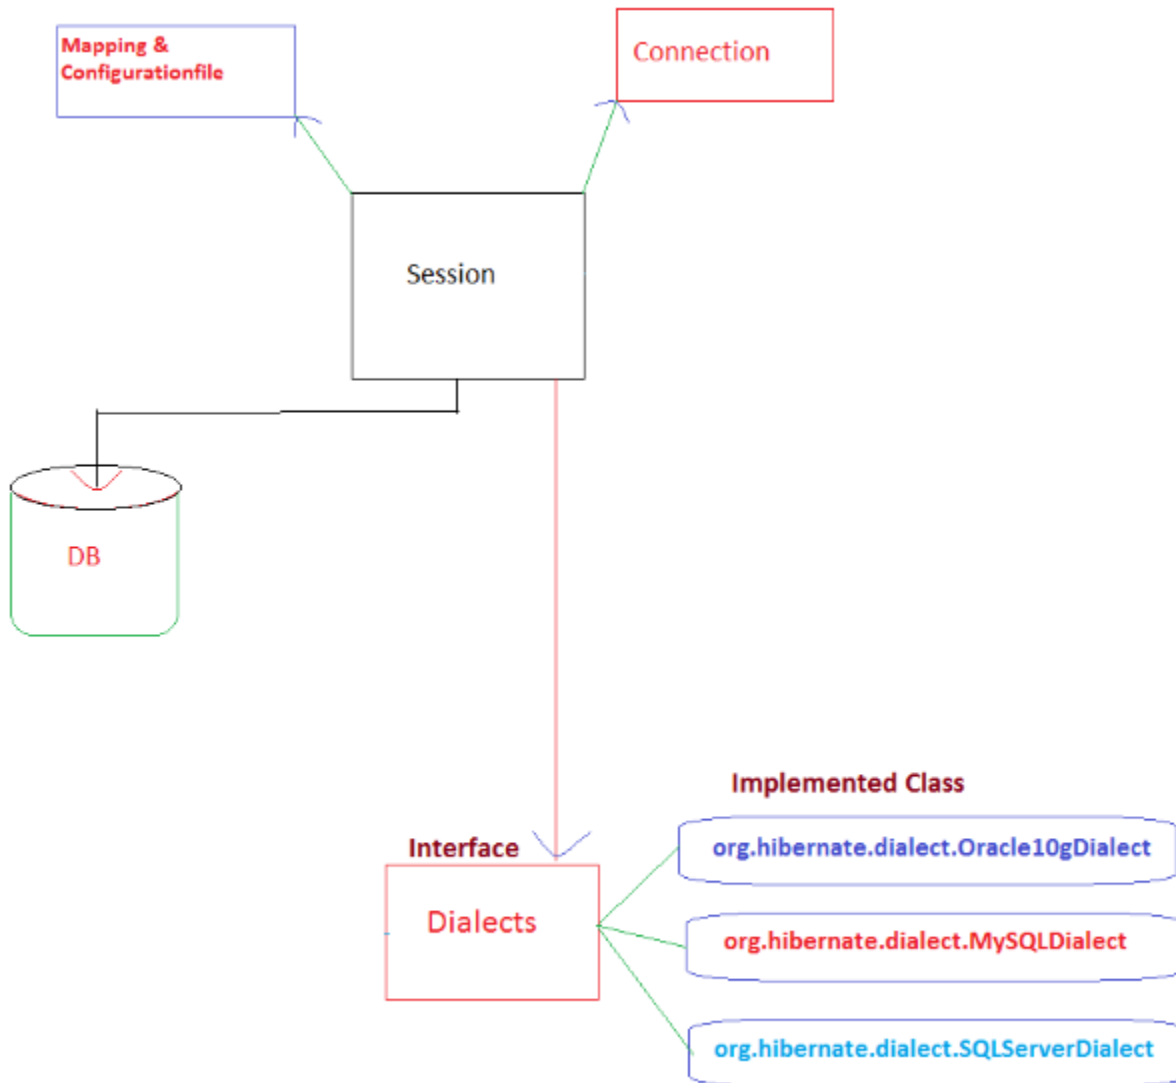 Mapping &
Configurationfile
Connection
Session
DB
Implemented Class
Interface
org.hibernate.dialect.Oracle10gDialect
Dialects
org.hibernate.dialect.MySQLDialect
org.hibernate.dialect.SQLServerDialect